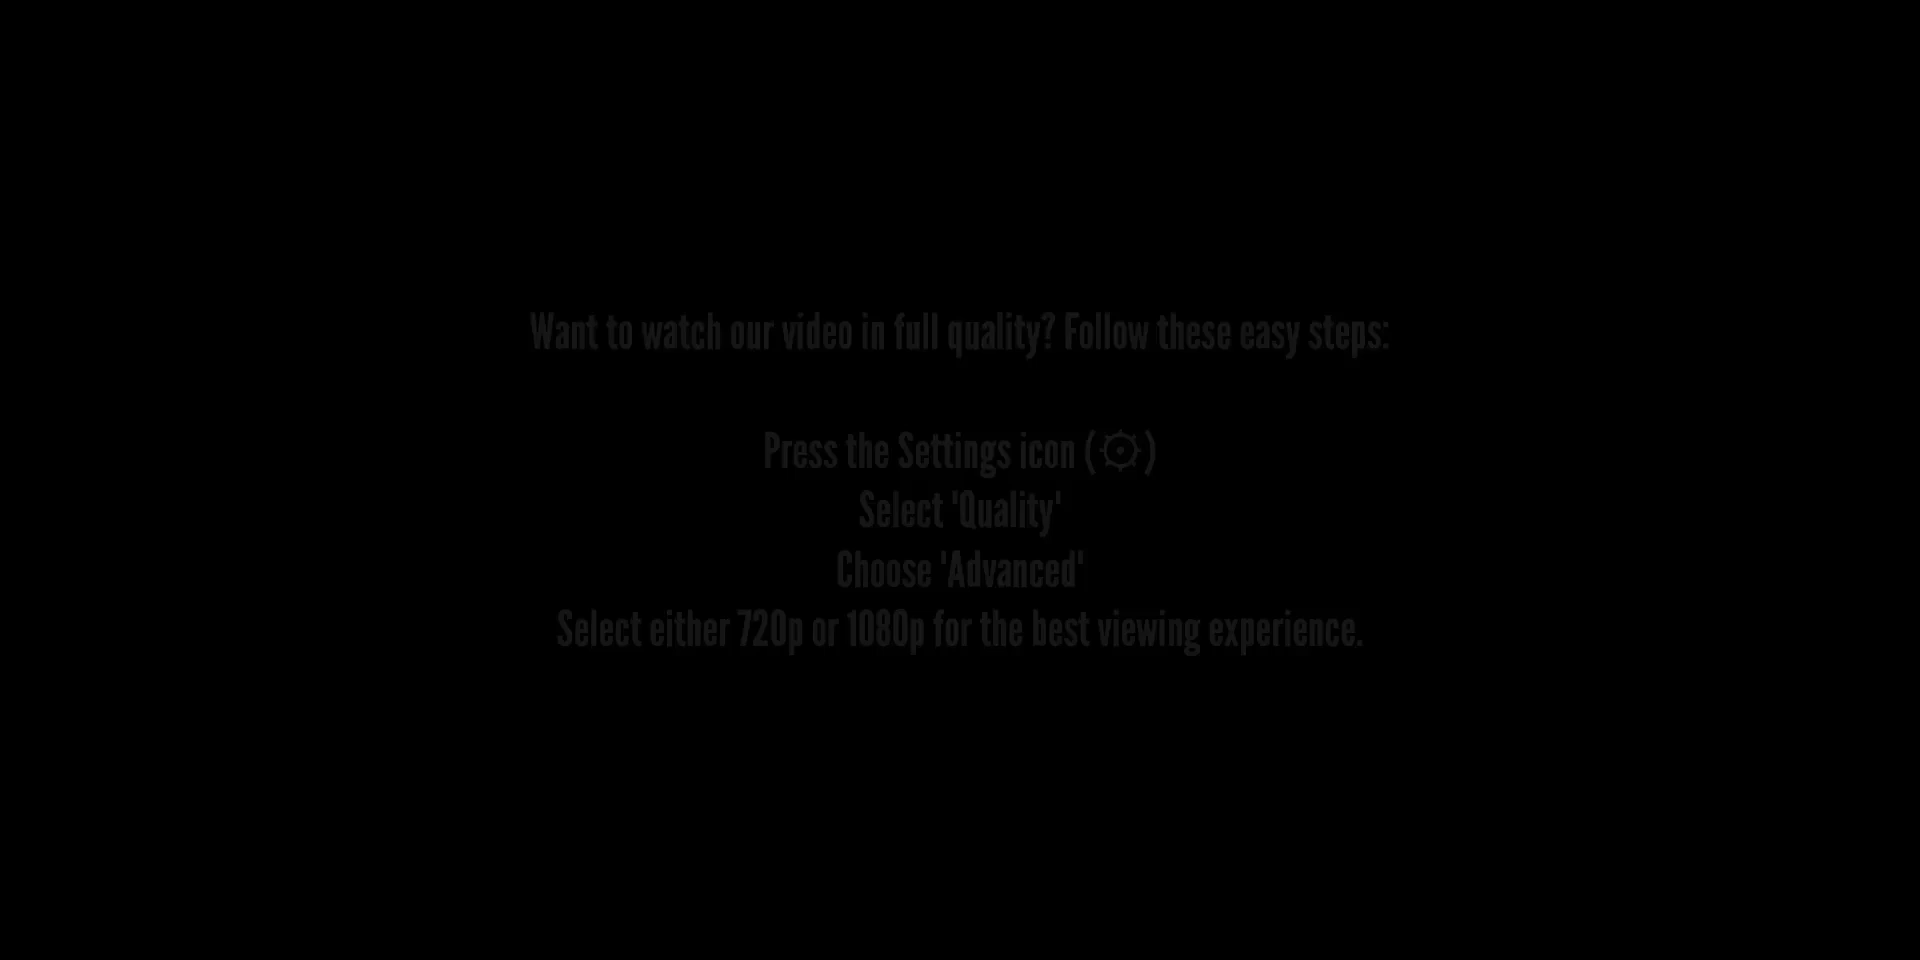 Want to watch our video in full quality? Follow these easy steps:
Press the Settings icon (⚙)
Select 'Quality'
Choose 'Advanced'
Select either 720p or 1080p for the best viewing experience.